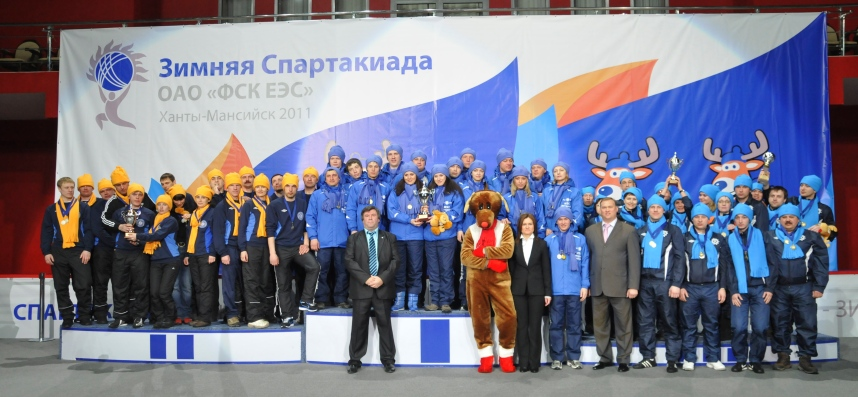 Зимняя Спартакиада
ОАО «ФСК ЕЭС»
Ханты-Мансийск 2011